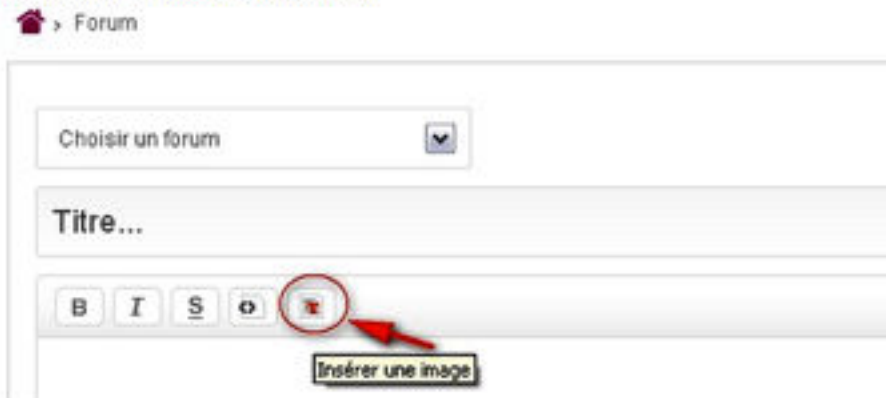 > Forum
Choisir un forum
Titre...
B I S
Insérer une image